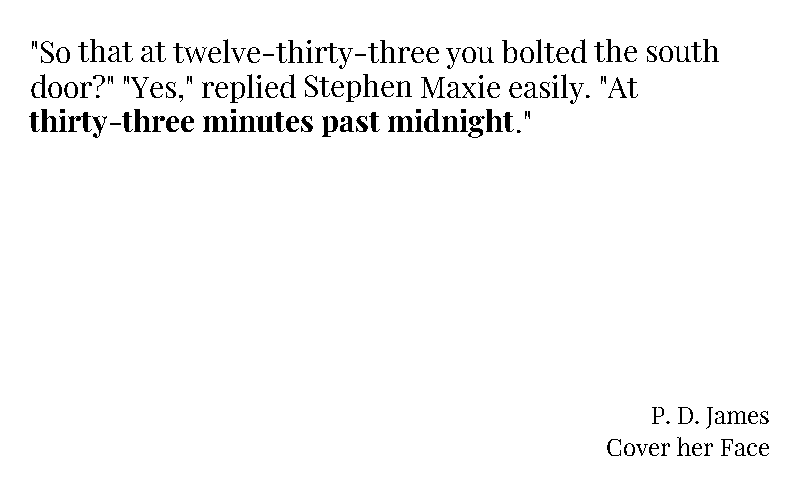 "So that at twelve-thirty-three you bolted the south
door?" "Yes," replied Stephen Maxie easily. "At
thirty-three minutes past midnight."
P. D. James
Cover her Face